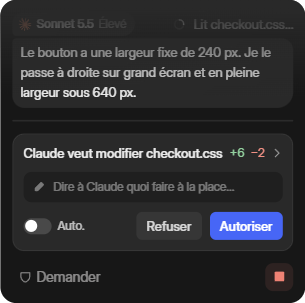 Sonnet 5.5 Élevé
Lit checkout.css...
Le bouton a une largeur fixe de 240 px. Je le
passe à droite sur grand écran et en pleine
largeur sous 640 px.
Claude veut modifier checkout.css +6 −2
Dire à Claude quoi faire à la place...
Auto.
Refuser
Autoriser
Demander